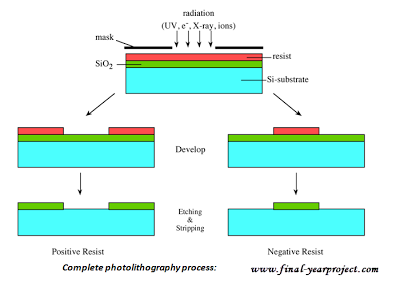 radiation
(UV, e⁻, X-ray, ions)
mask
resist
SiO₂
Si-substrate
Develop
Etching
&
Stripping
Positive Resist
Negative Resist
Complete photolithography process:
www.final-yearproject.com